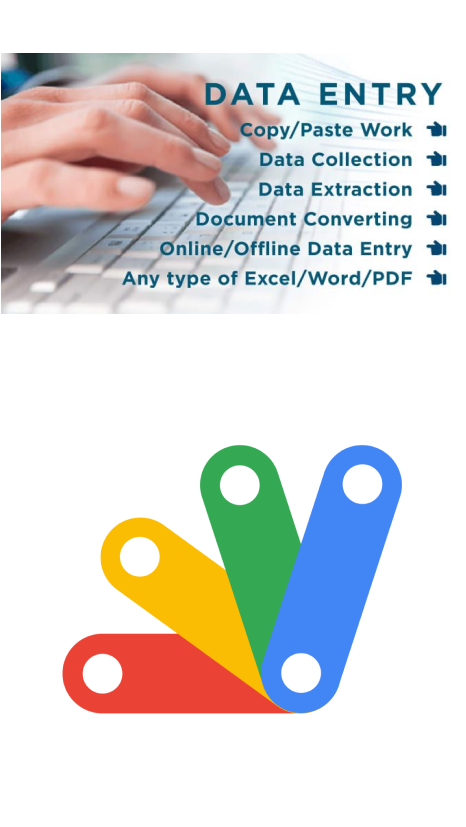 DATA ENTRY
Copy/Paste Work
Data Collection
Data Extraction
Document Converting
Online/Offline Data Entry
Any type of Excel/Word/PDF